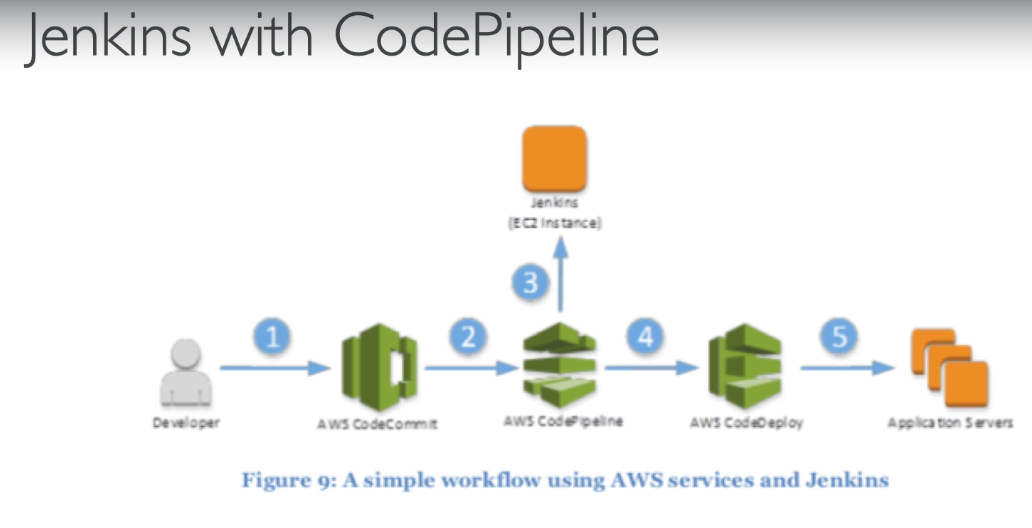 Jenkins with CodePipeline
Jenkins
(EC2 Instance)
3
1
2
4
5
Developer
AWS CodeCommit
AWS CodePipeline
AWS CodeDeploy
Application Servers
Figure 9: A simple workflow using AWS services and Jenkins